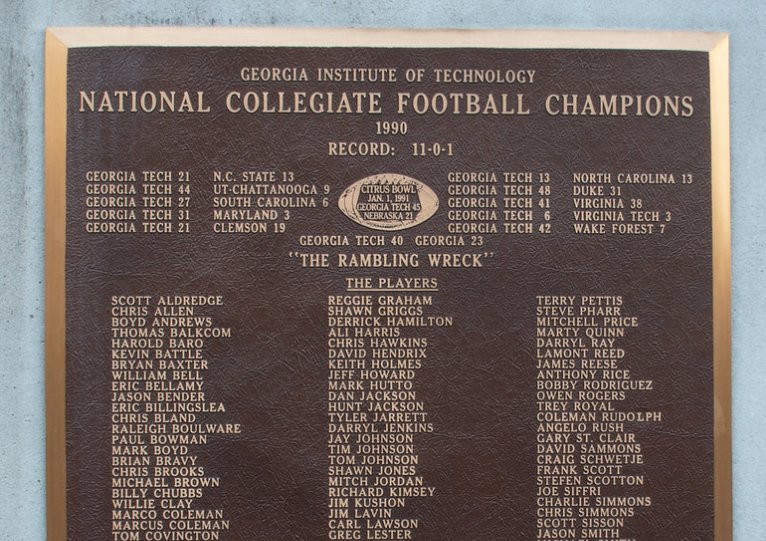 GEORGIA INSTITUTE OF TECHNOLOGY
NATIONAL COLLEGIATE FOOTBALL CHAMPIONS
1990
RECORD: 11-0-1
GEORGIA TECH 21 N.C. STATE 13
GEORGIA TECH 44 UT-CHATTANOOGA 9
GEORGIA TECH 27 SOUTH CAROLINA 6
GEORGIA TECH 31 MARYLAND 3
GEORGIA TECH 21 CLEMSON 19
CITRUS BOWL
JAN. 1, 1991
GEORGIA TECH 45
NEBRASKA 21
GEORGIA TECH 13 NORTH CAROLINA 13
GEORGIA TECH 48 DUKE 31
GEORGIA TECH 41 VIRGINIA 38
GEORGIA TECH 6 VIRGINIA TECH 3
GEORGIA TECH 42 WAKE FOREST 7
GEORGIA TECH 40 GEORGIA 23
"THE RAMBLING WRECK"
THE PLAYERS
SCOTT ALDREDGE
CHRIS ALLEN
BOYD ANDREWS
THOMAS BALKCOM
HAROLD BARO
KEVIN BATTLE
BRYAN BAXTER
WILLIAM BELL
ERIC BELLAMY
JASON BENDER
ERIC BILLINGSLEA
CHRIS BLAND
RALEIGH BOULWARE
PAUL BOWMAN
MARK BOYD
BRIAN BRAVY
CHRIS BROOKS
MICHAEL BROWN
BILLY CHUBBS
WILLIE CLAY
MARCO COLEMAN
MARCUS COLEMAN
TOM COVINGTON
REGGIE GRAHAM
SHAWN GRIGGS
DERRICK HAMILTON
ALI HARRIS
CHRIS HAWKINS
DAVID HENDRIX
KEITH HOLMES
JEFF HOWARD
MARK HUTTO
DAN JACKSON
HUNT JACKSON
TYLER JARRETT
DARRYL JENKINS
JAY JOHNSON
TIM JOHNSON
TOM JOHNSON
SHAWN JONES
MITCH JORDAN
RICHARD KIMSEY
JIM KUSHON
JIM LAVIN
CARL LAWSON
GREG LESTER
TERRY PETTIS
STEVE PHARR
MITCHELL PRICE
MARTY QUINN
DARRYL RAY
LAMONT REED
JAMES REESE
ANTHONY RICE
BOBBY RODRIGUEZ
OWEN ROGERS
TREY ROYAL
COLEMAN RUDOLPH
ANGELO RUSH
GARY ST. CLAIR
DAVID SAMMONS
CRAIG SCHWETJE
FRANK SCOTT
STEFEN SCOTTON
JOE SIFFRI
CHARLIE SIMMONS
CHRIS SIMMONS
SCOTT SISSON
JASON SMITH